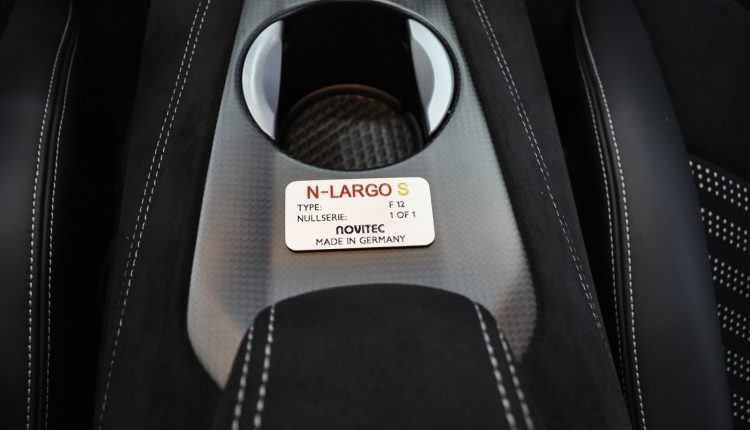 N-LARGO S
TYPE: F 12
NULLSERIE: 1 OF 1
NOVITEC
MADE IN GERMANY